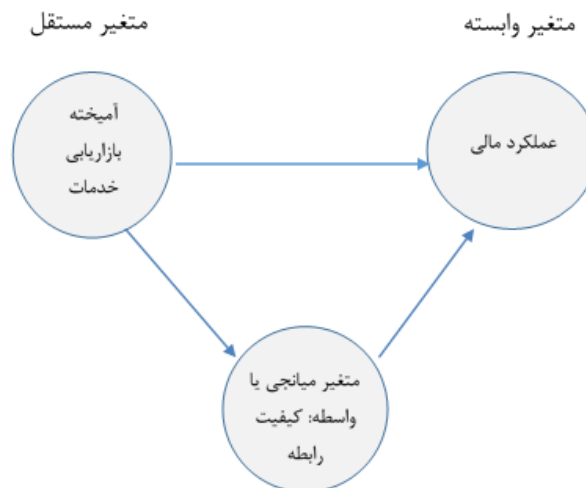 متغیر وابسته
متغیر مستقل
آمیخته
بازاریابی
خدمات
عملکرد مالی
متغیر میانجی یا
واسطه: کیفیت
رابطه